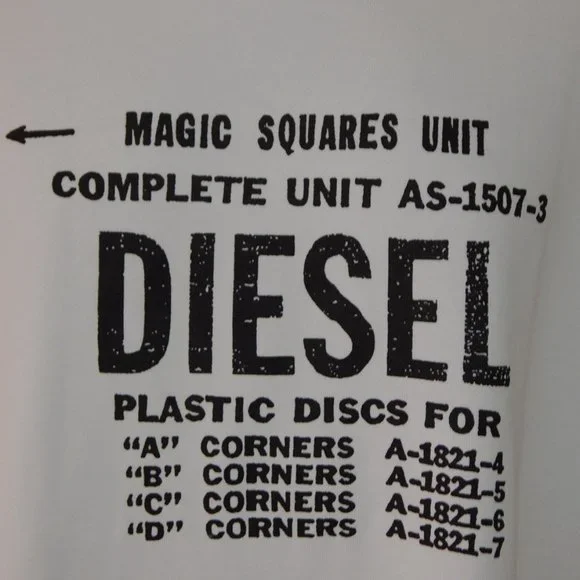 MAGIC SQUARES UNIT
COMPLETE UNIT AS-1507-3
DIESEL
PLASTIC DISCS FOR
“A” CORNERS A-1821-4
“B” CORNERS A-1821-5
“C” CORNERS A-1821-6
“D” CORNERS A-1821-7